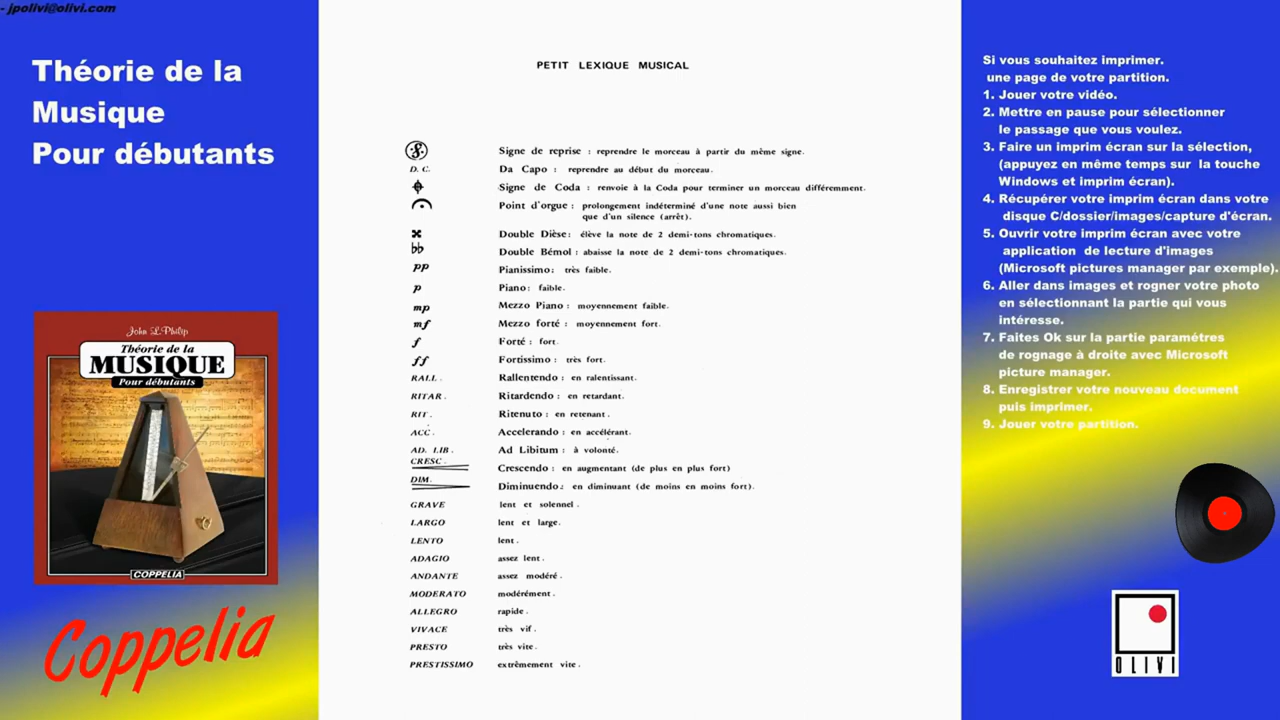 - jpolivi@olivi.com
Théorie de la
Musique
Pour débutants
John L. Philip
Théorie de la
MUSIQUE
Pour débutants
COPPELIA
Coppelia
PETIT LEXIQUE MUSICAL
Signe de reprise : reprendre le morceau à partir du même signe.
D. C. Da Capo : reprendre au début du morceau.
Signe de Coda : renvoie à la Coda pour terminer un morceau différemment.
Point d'orgue : prolongement indéterminé d'une note aussi bien
que d'un silence (arrêt).
Double Dièse : élève la note de 2 demi-tons chromatiques.
Double Bémol : abaisse la note de 2 demi-tons chromatiques.
pp Pianissimo : très faible.
p Piano : faible.
mp Mezzo Piano : moyennement faible.
mf Mezzo forté : moyennement fort.
f Forté : fort.
ff Fortissimo : très fort.
RALL. Rallentendo : en ralentissant.
RITAR. Ritardendo : en retardant.
RIT. Ritenuto : en retenant.
ACC. Accelerando : en accélérant.
AD. LIB. Ad Libitum : à volonté.
CRESC. Crescendo : en augmentant (de plus en plus fort)
DIM. Diminuendo : en diminuant (de moins en moins fort).
GRAVE lent et solennel.
LARGO lent et large.
LENTO lent.
ADAGIO assez lent.
ANDANTE assez modéré.
MODERATO modérément.
ALLEGRO rapide.
VIVACE très vif.
PRESTO très vite.
PRESTISSIMO extrêmement vite.
Si vous souhaitez imprimer.
une page de votre partition.
1. Jouer votre vidéo.
2. Mettre en pause pour sélectionner
le passage que vous voulez.
3. Faire un imprim écran sur la sélection,
(appuyez en même temps sur la touche
Windows et imprim écran).
4. Récupérer votre imprim écran dans votre
disque C/dossier/images/capture d'écran.
5. Ouvrir votre imprim écran avec votre
application de lecture d'images
(Microsoft pictures manager par exemple).
6. Aller dans images et rogner votre photo
en sélectionnant la partie qui vous
intéresse.
7. Faites Ok sur la partie paramétres
de rognage à droite avec Microsoft
picture manager.
8. Enregistrer votre nouveau document
puis imprimer.
9. Jouer votre partition.
OLIVI